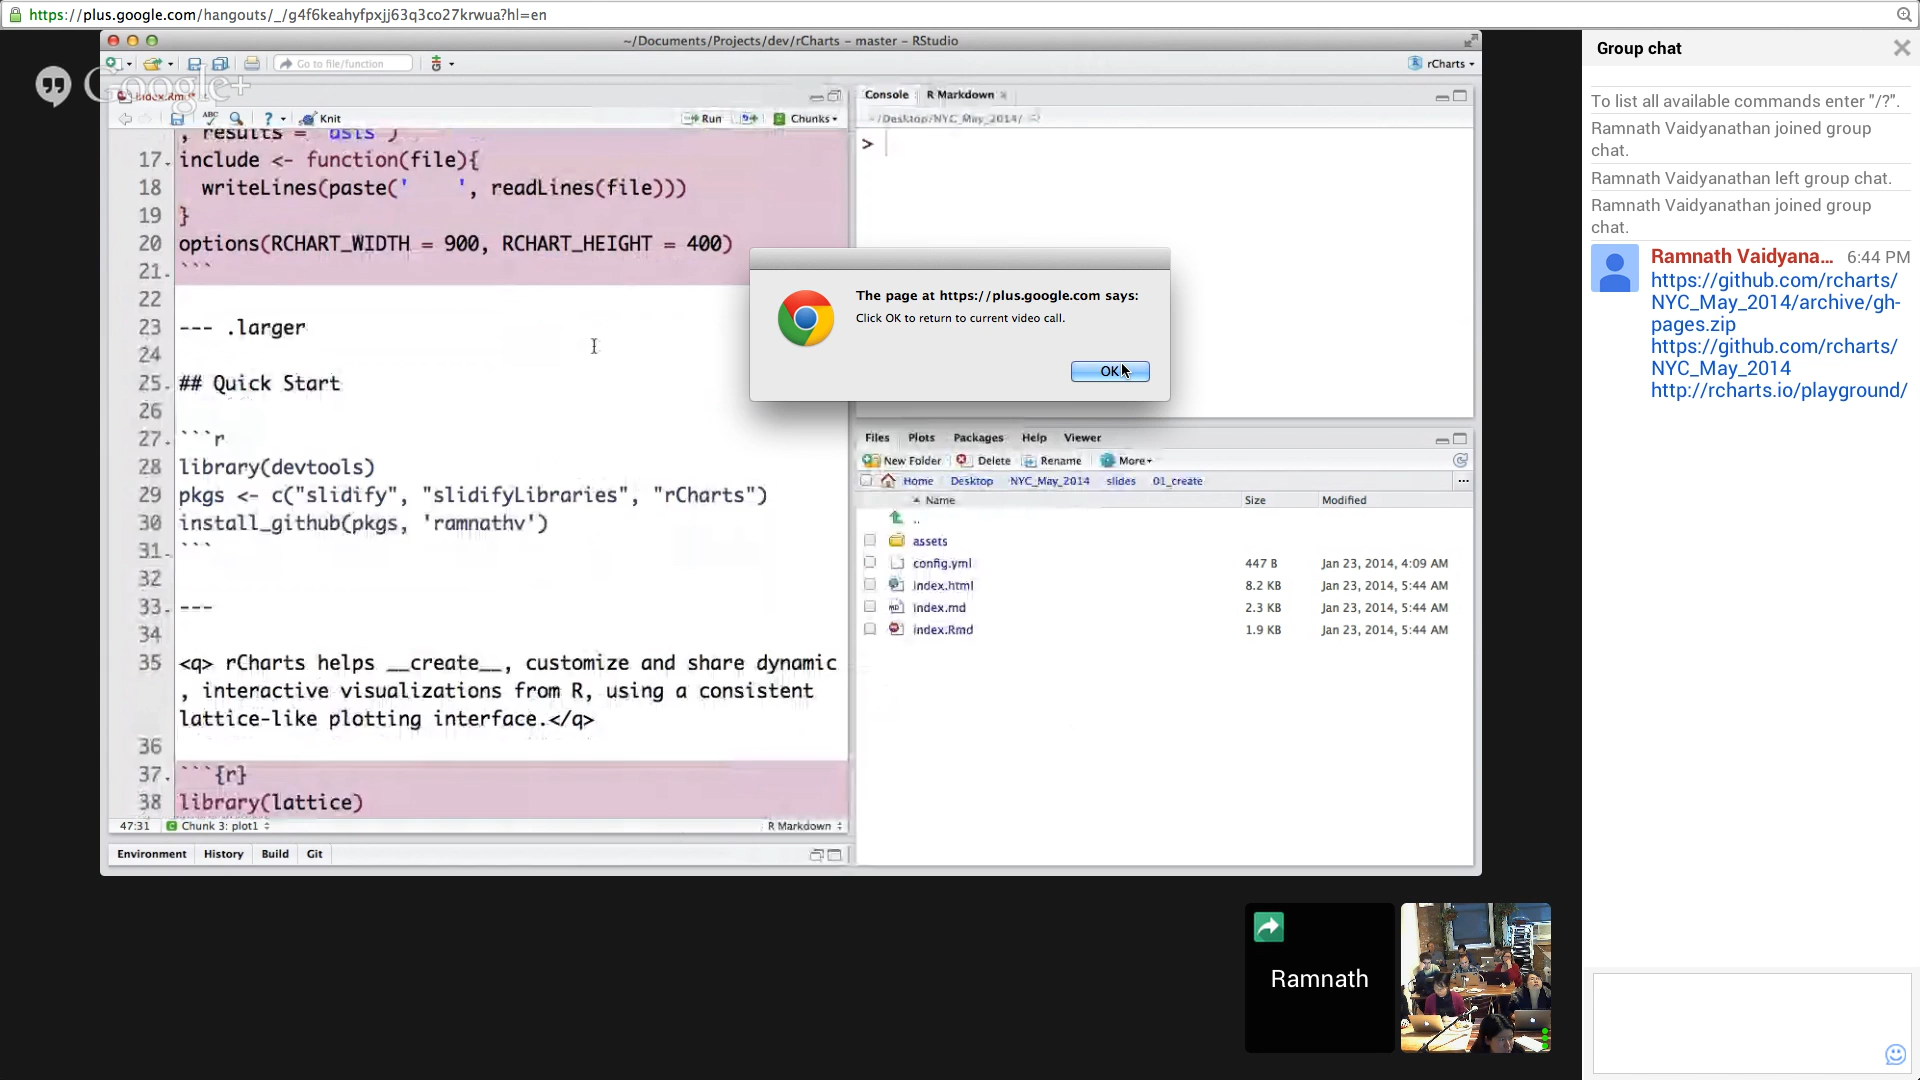 https://plus.google.com/hangouts/_/g4f6keahyfpxjj63q3co27krwua?hl=en
~/Documents/Projects/dev/rCharts - master - RStudio
Go to file/function
rCharts
Google+
index.Rmd*
Knit
Run
Chunks
, results = 'asis')
17 include <- function(file){
18 writeLines(paste('    ', readLines(file)))
19 }
20 options(RCHART_WIDTH = 900, RCHART_HEIGHT = 400)
21 ```
22
23 --- .larger
24
25 ## Quick Start
26
27 ```r
28 library(devtools)
29 pkgs <- c("slidify", "slidifyLibraries", "rCharts")
30 install_github(pkgs, 'ramnathv')
31 ```
32
33 ---
34
35 <q> rCharts helps __create__, customize and share dynamic
, interactive visualizations from R, using a consistent
lattice-like plotting interface.</q>
36
37 ```{r}
38 library(lattice)
47:31 Chunk 3: plot1
R Markdown
Environment History Build Git
Console R Markdown
~/Desktop/NYC_May_2014/
>
The page at https://plus.google.com says:
Click OK to return to current video call.
OK
Files Plots Packages Help Viewer
New Folder Delete Rename More
Home Desktop NYC_May_2014 slides 01_create
Name Size Modified
..
assets
config.yml 447 B Jan 23, 2014, 4:09 AM
index.html 8.2 KB Jan 23, 2014, 5:44 AM
index.md 2.3 KB Jan 23, 2014, 5:44 AM
index.Rmd 1.9 KB Jan 23, 2014, 5:44 AM
Ramnath
Group chat
To list all available commands enter "/?".
Ramnath Vaidyanathan joined group
chat.
Ramnath Vaidyanathan left group chat.
Ramnath Vaidyanathan joined group
chat.
Ramnath Vaidyana... 6:44 PM
https://github.com/rcharts/
NYC_May_2014/archive/gh-
pages.zip
https://github.com/rcharts/
NYC_May_2014
http://rcharts.io/playground/